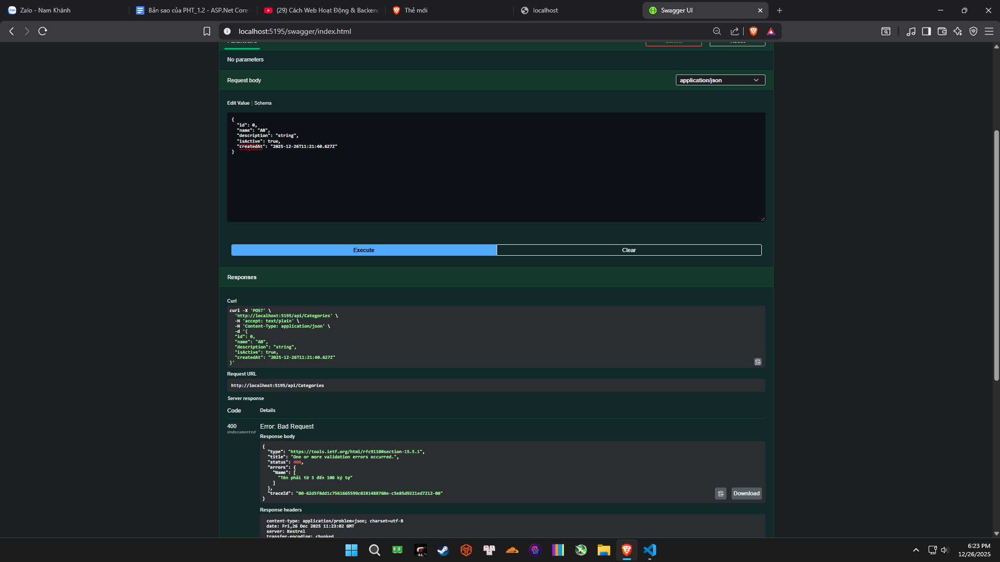 Zalo - Nam Khánh
Bản sao của PHT_1.2 - ASP.Net Core
(29) Cách Web Hoạt Động & Backend
Thẻ mới
localhost
Swagger UI
localhost:5195/swagger/index.html
Parameters
Cancel
Reset
No parameters
Request body
application/json
Edit Value | Schema
{
"id": 0,
"name": "AB",
"description": "string",
"isActive": true,
"createdAt": "2025-12-26T11:21:40.627Z"
}
Execute
Clear
Responses
Curl
curl -X 'POST' \
'http://localhost:5195/api/Categories' \
-H 'accept: text/plain' \
-H 'Content-Type: application/json' \
-d '{
"id": 0,
"name": "AB",
"description": "string",
"isActive": true,
"createdAt": "2025-12-26T11:21:40.627Z"
}'
Request URL
http://localhost:5195/api/Categories
Server response
Code
Details
400
Undocumented
Error: Bad Request
Response body
{
"type": "https://tools.ietf.org/html/rfc9110#section-15.5.1",
"title": "One or more validation errors occurred.",
"status": 400,
"errors": {
"Name": [
"Tên phải từ 3 đến 100 ký tự"
]
},
"traceId": "00-62d5f8dd1c7561665599c0281488760e-c5e85d9221ed7212-00"
}
Download
Response headers
content-type: application/problem+json; charset=utf-8
date: Fri,26 Dec 2025 11:23:02 GMT
server: Kestrel
transfer-encoding: chunked
6:23 PM
12/26/2025